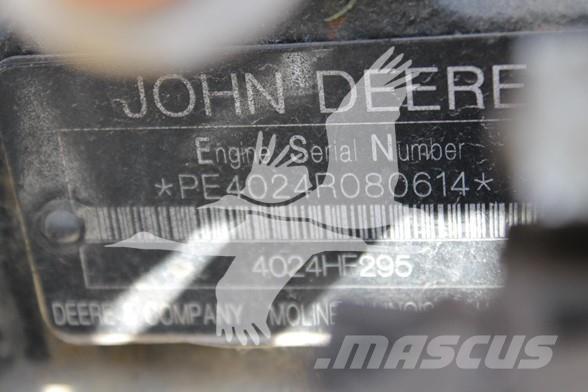 JOHN DEERE
Engine Serial Number
*PE4024R080614*
4024HF295
DEERE & COMPANY MOLINE
MASCUS